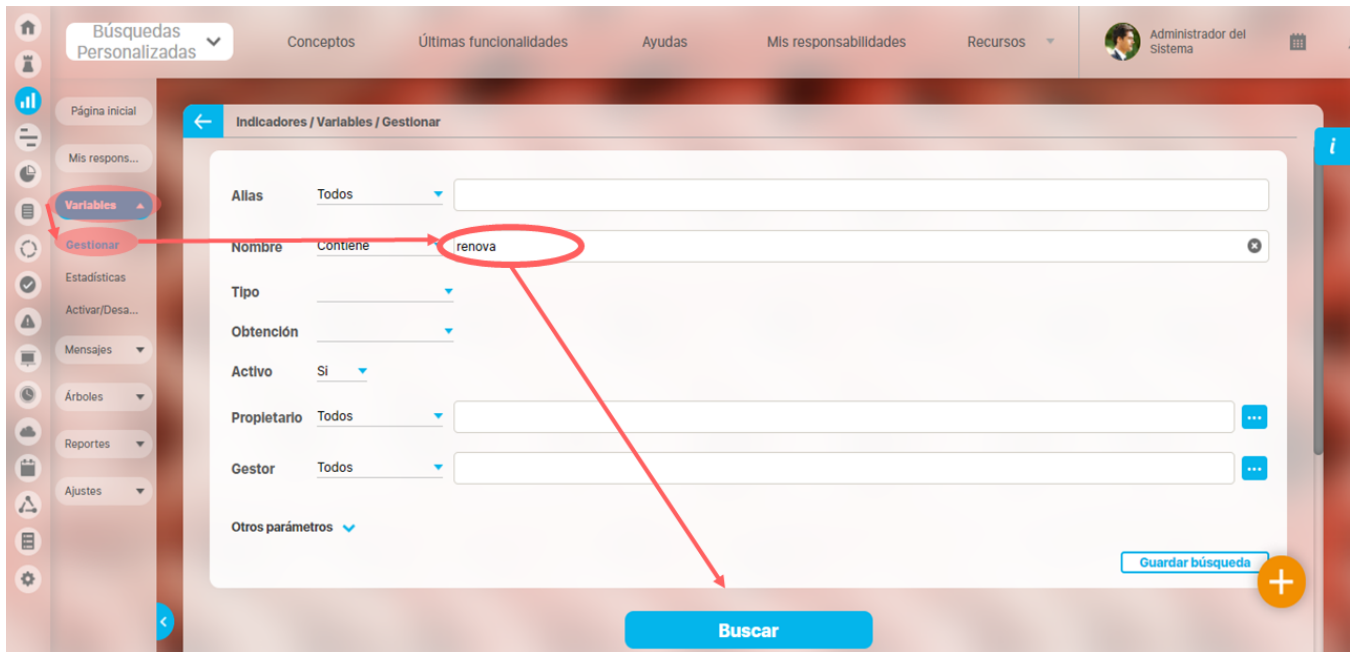 Búsquedas
Personalizadas
Conceptos
Últimas funcionalidades
Ayudas
Mis responsabilidades
Recursos
Administrador del
Sistema
Página inicial
Mis respons...
Variables
Gestionar
Estadísticas
Activar/Desa...
Mensajes
Árboles
Reportes
Ajustes
Indicadores / Variables / Gestionar
i
Alias Todos
Nombre Contiene renova
Tipo
Obtención
Activo Si
Propietario Todos ...
Gestor Todos ...
Otros parámetros
Guardar búsqueda
+
Buscar